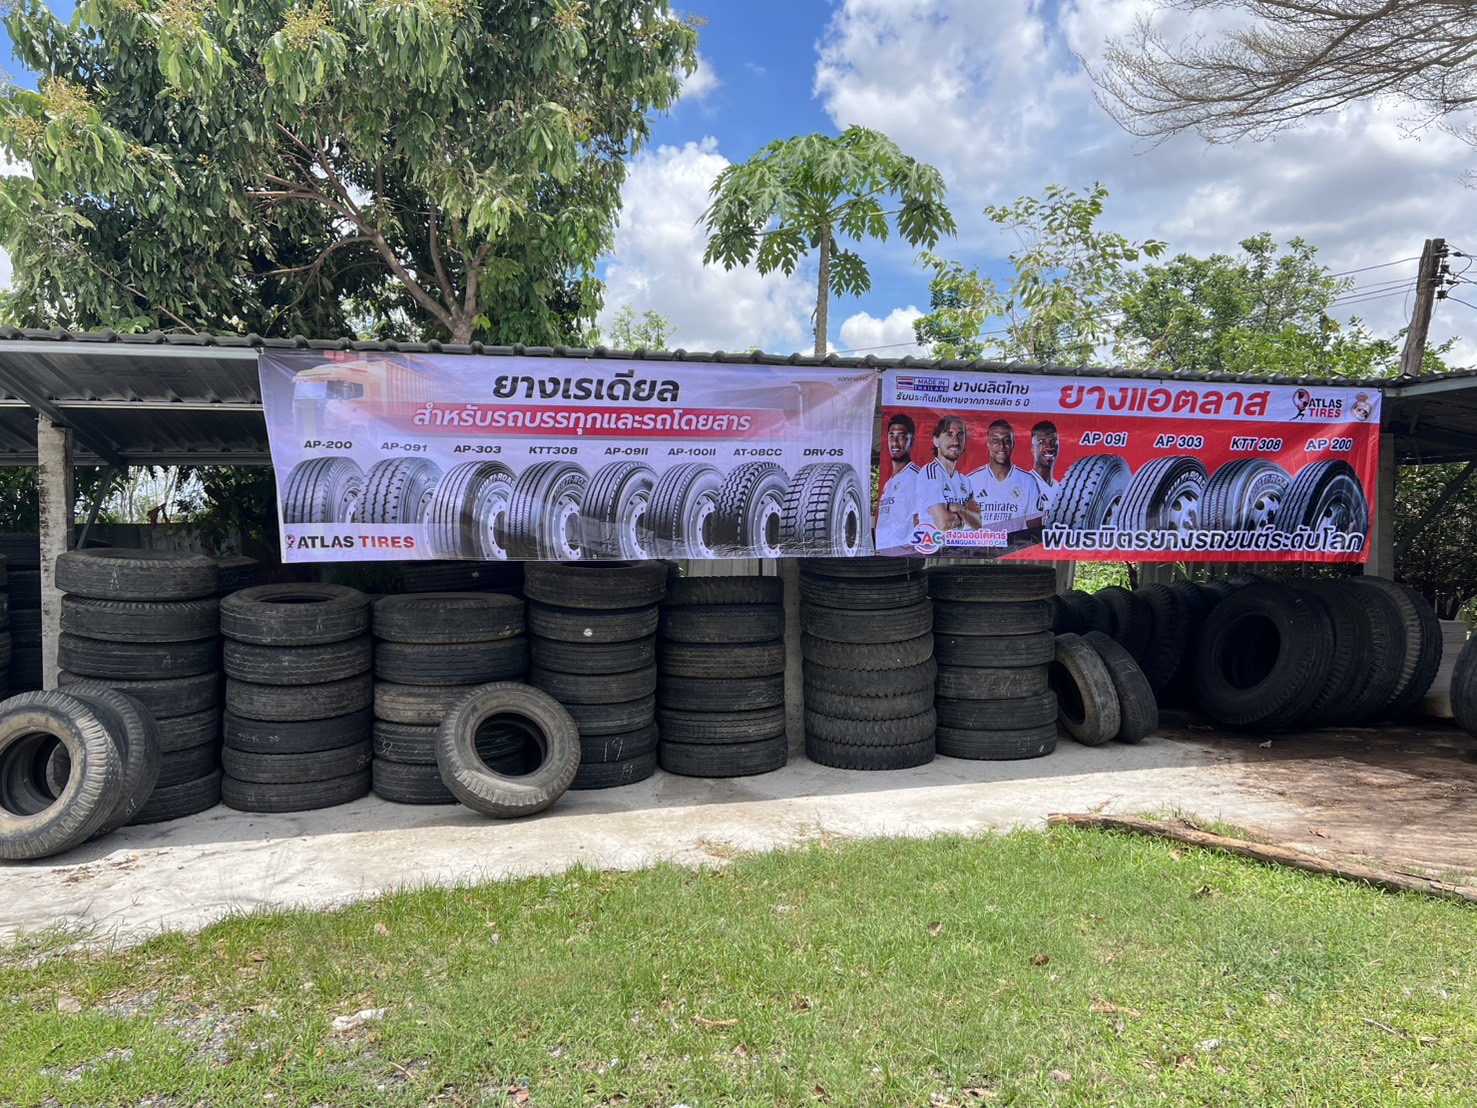 ยางเรเดียล
สำหรับรถบรรทุกและรถโดยสาร
AP-200 AP-091 AP-303 KTT308 AP-09II AP-100II AT-08CC DRV-OS
ATLAS TIRES
MADE IN THAILAND
ยางผลิตไทย
รับประกันเสียหายจากการผลิต 5 ปี
ยางแอตลาส
ATLAS TIRES
AP 09i AP 303 KTT 308 AP 200
Emirates
FLY BETTER
SAC สงวนออโต้คาร์
SANGUAN AUTO CAR
พันธมิตรยางรถยนต์ระดับโลก